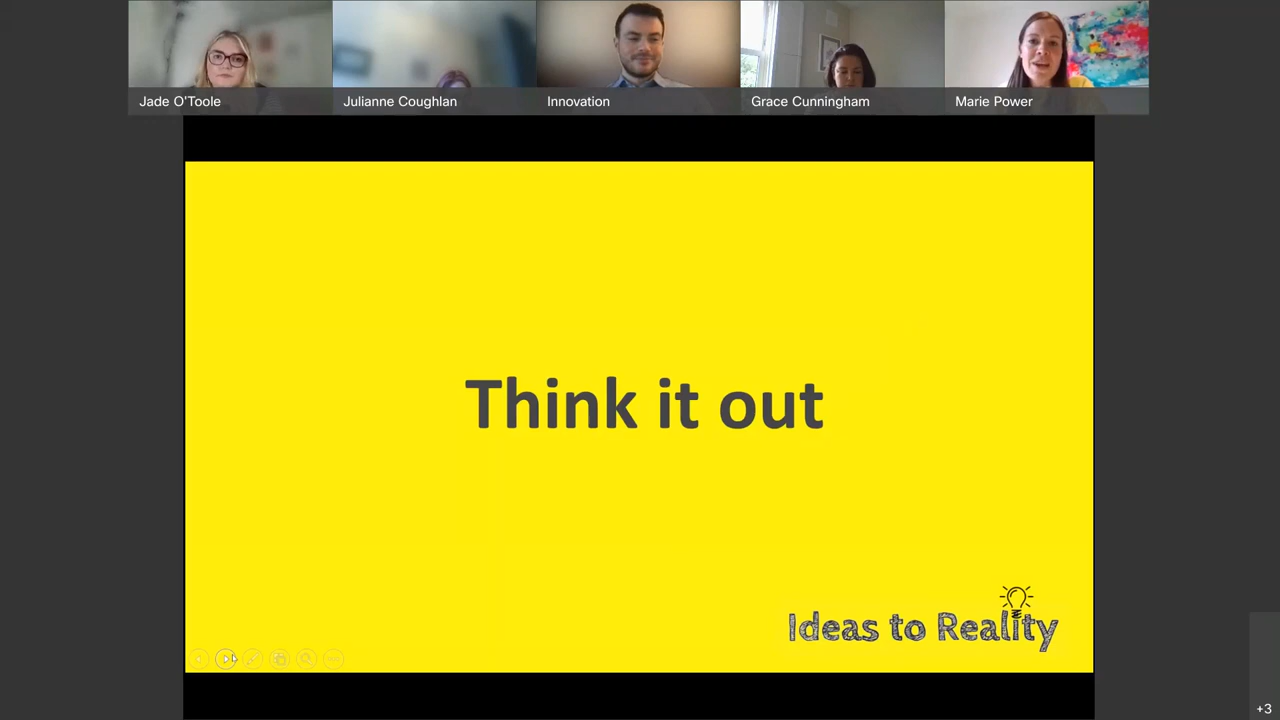 Jade O'Toole
Julianne Coughlan
Innovation
Grace Cunningham
Marie Power
Think it out
Ideas to Reality
+3